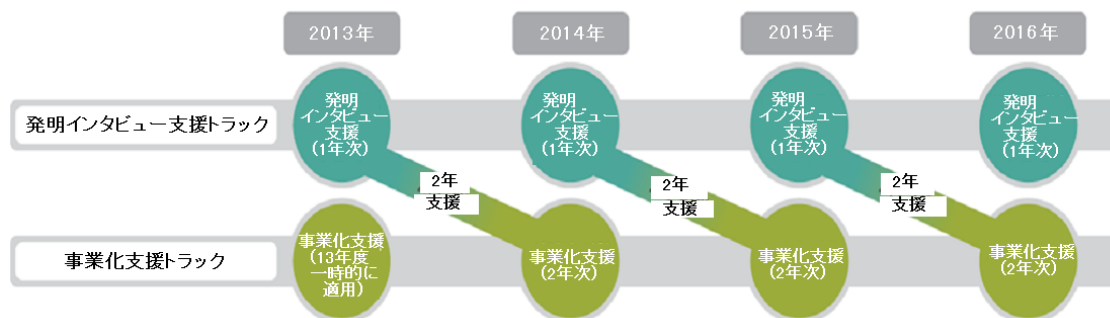 2013年
2014年
2015年
2016年
発明インタビュー支援トラック
発明
インタビュー
支援
(1年次)
発明
インタビュー
支援
(1年次)
発明
インタビュー
支援
(1年次)
発明
インタビュー
支援
(1年次)
2年
支援
2年
支援
2年
支援
事業化支援トラック
事業化支援
(13年度
一時的に
適用)
事業化支援
(2年次)
事業化支援
(2年次)
事業化支援
(2年次)